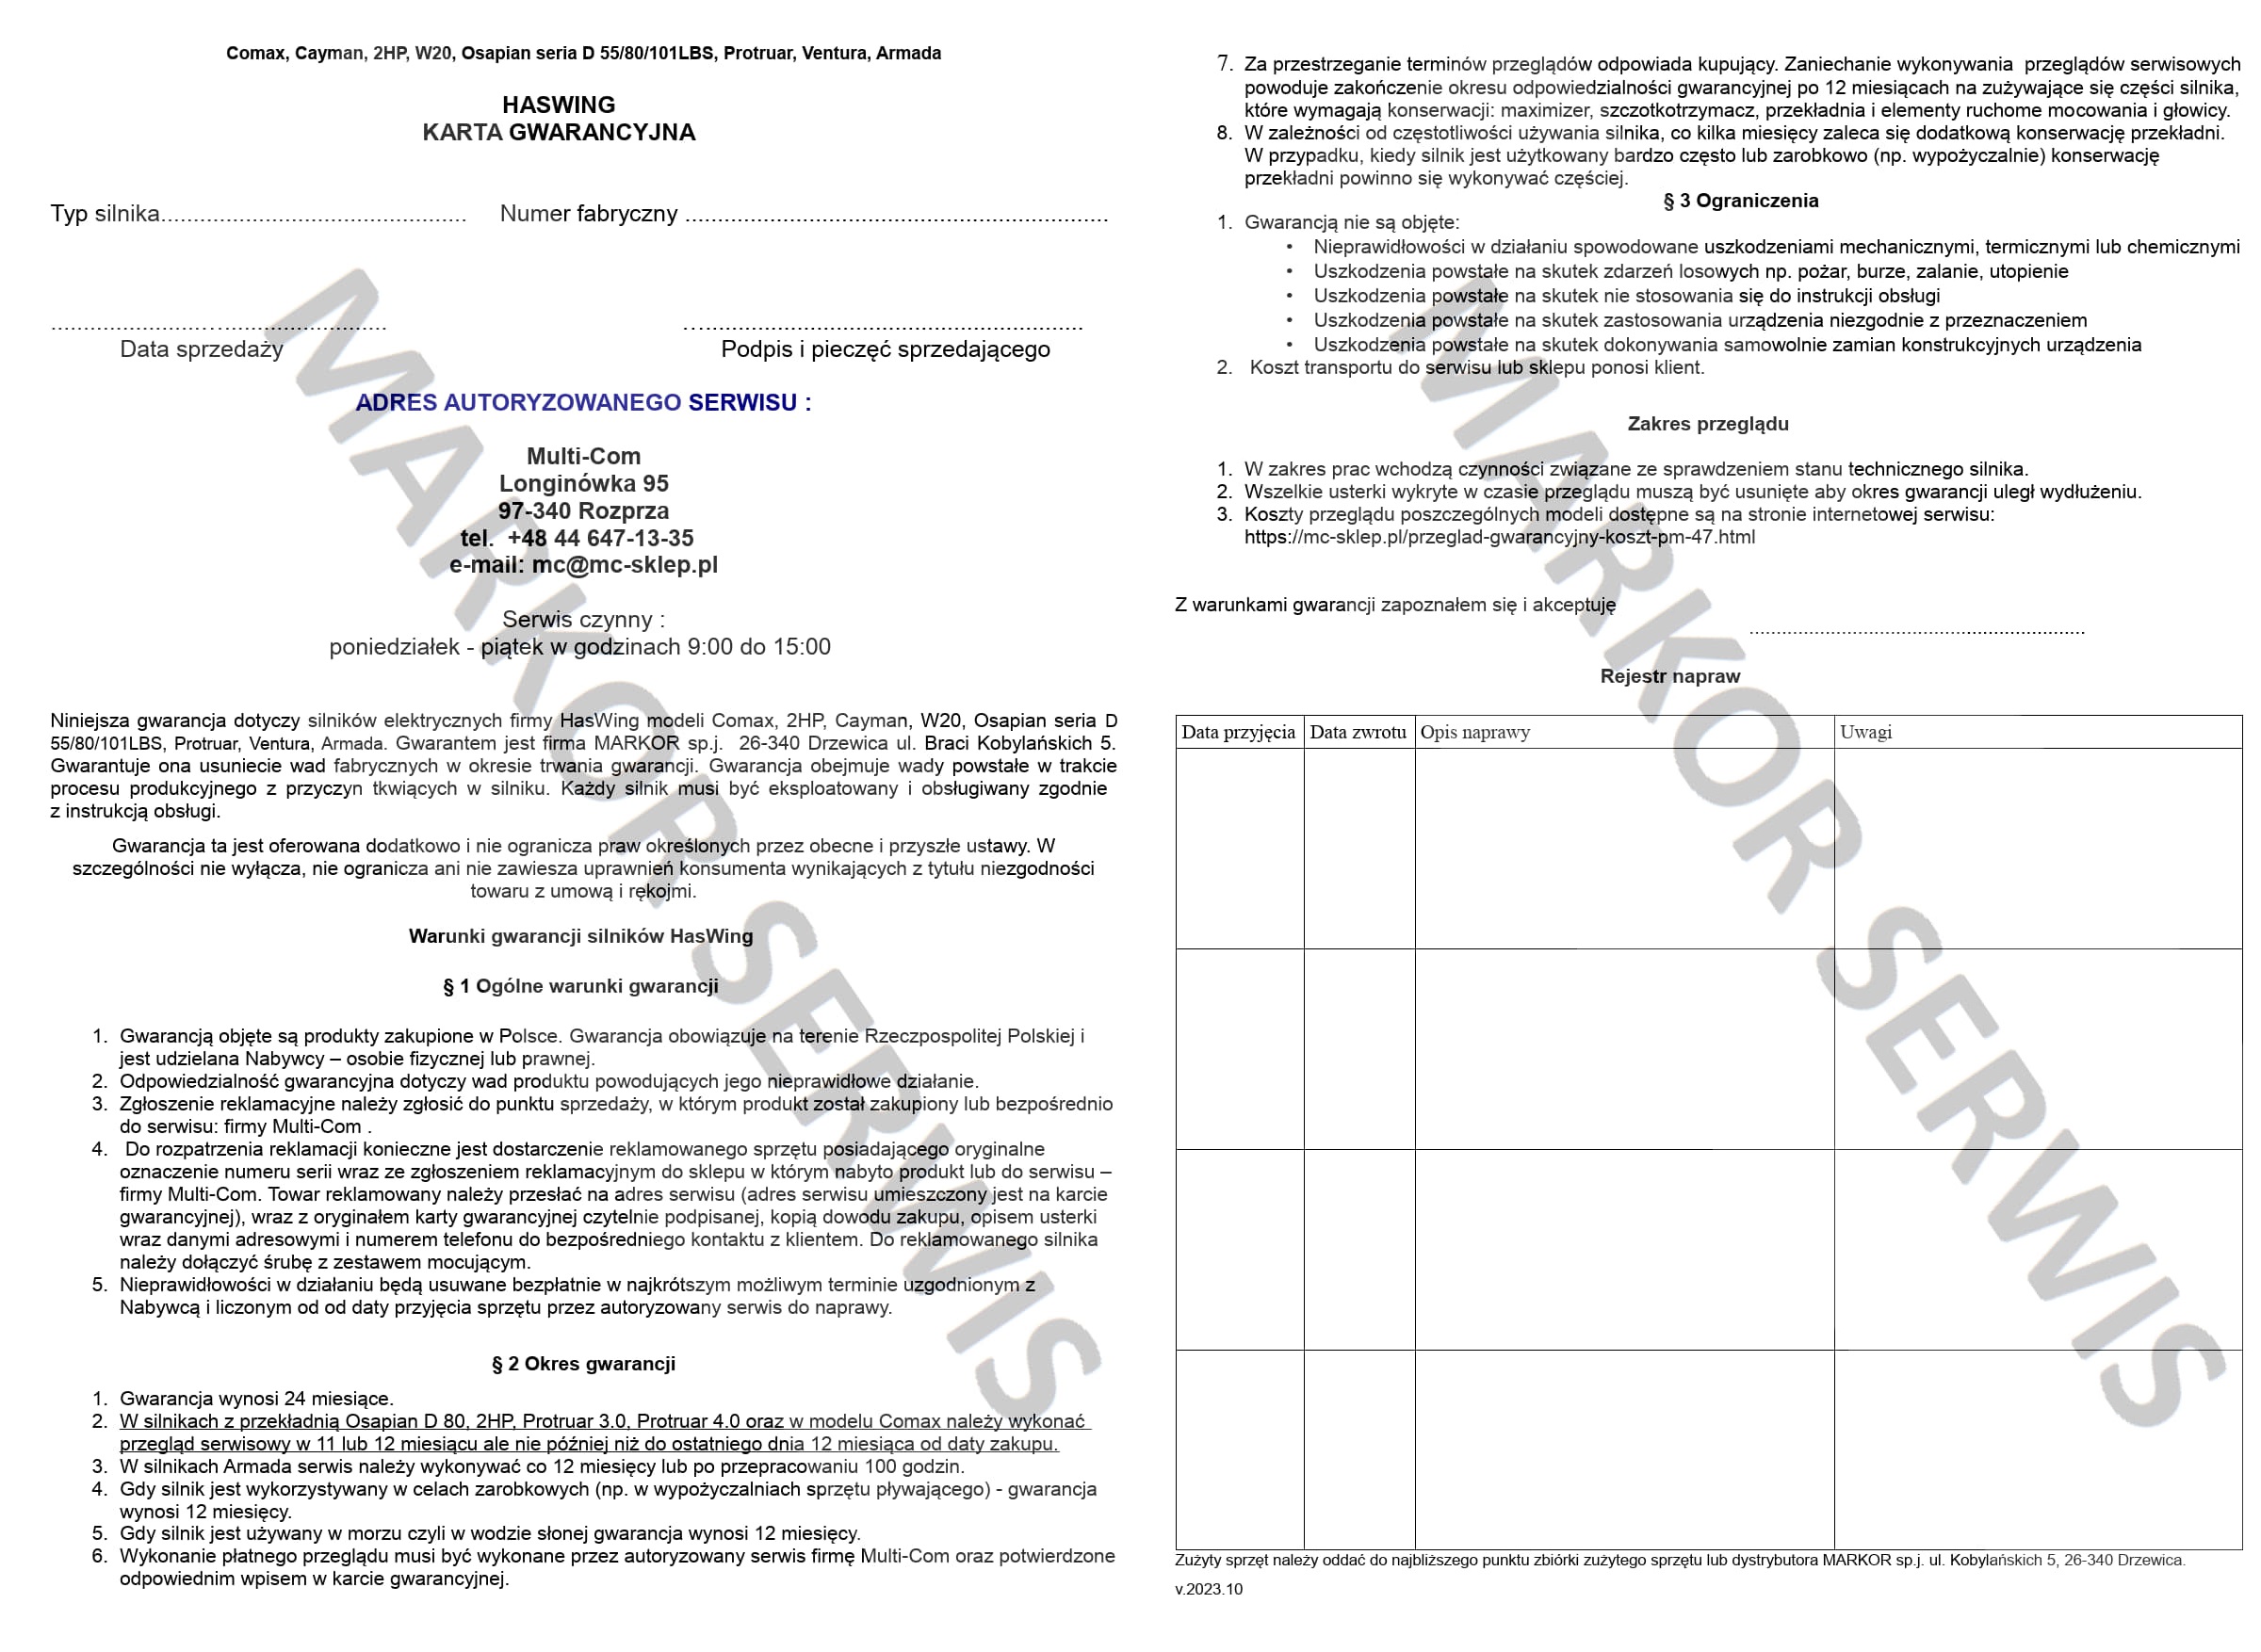 Comax, Cayman, 2HP, W20, Osapian seria D 55/80/101LBS, Protruar, Ventura, Armada
HASWING
KARTA GWARANCYJNA
Typ silnika............................................... Numer fabryczny .................................................................
.......................…......................... …..........................................................
Data sprzedaży Podpis i pieczęć sprzedającego
ADRES AUTORYZOWANEGO SERWISU :
Multi-Com
Longinówka 95
97-340 Rozprza
tel. +48 44 647-13-35
e-mail: mc@mc-sklep.pl
Serwis czynny :
poniedziałek - piątek w godzinach 9:00 do 15:00
Niniejsza gwarancja dotyczy silników elektrycznych firmy HasWing modeli Comax, 2HP, Cayman, W20, Osapian seria D
55/80/101LBS, Protruar, Ventura, Armada. Gwarantem jest firma MARKOR sp.j. 26-340 Drzewica ul. Braci Kobylańskich 5.
Gwarantuje ona usuniecie wad fabrycznych w okresie trwania gwarancji. Gwarancja obejmuje wady powstałe w trakcie
procesu produkcyjnego z przyczyn tkwiących w silniku. Każdy silnik musi być eksploatowany i obsługiwany zgodnie
z instrukcją obsługi.
Gwarancja ta jest oferowana dodatkowo i nie ogranicza praw określonych przez obecne i przyszłe ustawy. W
szczególności nie wyłącza, nie ogranicza ani nie zawiesza uprawnień konsumenta wynikających z tytułu niezgodności
towaru z umową i rękojmi.
Warunki gwarancji silników HasWing
§ 1 Ogólne warunki gwarancji
1. Gwarancją objęte są produkty zakupione w Polsce. Gwarancja obowiązuje na terenie Rzeczpospolitej Polskiej i
jest udzielana Nabywcy – osobie fizycznej lub prawnej.
2. Odpowiedzialność gwarancyjna dotyczy wad produktu powodujących jego nieprawidłowe działanie.
3. Zgłoszenie reklamacyjne należy zgłosić do punktu sprzedaży, w którym produkt został zakupiony lub bezpośrednio
do serwisu: firmy Multi-Com .
4. Do rozpatrzenia reklamacji konieczne jest dostarczenie reklamowanego sprzętu posiadającego oryginalne
oznaczenie numeru serii wraz ze zgłoszeniem reklamacyjnym do sklepu w którym nabyto produkt lub do serwisu –
firmy Multi-Com. Towar reklamowany należy przesłać na adres serwisu (adres serwisu umieszczony jest na karcie
gwarancyjnej), wraz z oryginałem karty gwarancyjnej czytelnie podpisanej, kopią dowodu zakupu, opisem usterki
wraz danymi adresowymi i numerem telefonu do bezpośredniego kontaktu z klientem. Do reklamowanego silnika
należy dołączyć śrubę z zestawem mocującym.
5. Nieprawidłowości w działaniu będą usuwane bezpłatnie w najkrótszym możliwym terminie uzgodnionym z
Nabywcą i liczonym od od daty przyjęcia sprzętu przez autoryzowany serwis do naprawy.
§ 2 Okres gwarancji
1. Gwarancja wynosi 24 miesiące.
2. W silnikach z przekładnią Osapian D 80, 2HP, Protruar 3.0, Protruar 4.0 oraz w modelu Comax należy wykonać
przegląd serwisowy w 11 lub 12 miesiącu ale nie później niż do ostatniego dnia 12 miesiąca od daty zakupu.
3. W silnikach Armada serwis należy wykonywać co 12 miesięcy lub po przepracowaniu 100 godzin.
4. Gdy silnik jest wykorzystywany w celach zarobkowych (np. w wypożyczalniach sprzętu pływającego) - gwarancja
wynosi 12 miesięcy.
5. Gdy silnik jest używany w morzu czyli w wodzie słonej gwarancja wynosi 12 miesięcy.
6. Wykonanie płatnego przeglądu musi być wykonane przez autoryzowany serwis firmę Multi-Com oraz potwierdzone
odpowiednim wpisem w karcie gwarancyjnej.
7. Za przestrzeganie terminów przeglądów odpowiada kupujący. Zaniechanie wykonywania przeglądów serwisowych
powoduje zakończenie okresu odpowiedzialności gwarancyjnej po 12 miesiącach na zużywające się części silnika,
które wymagają konserwacji: maximizer, szczotkotrzymacz, przekładnia i elementy ruchome mocowania i głowicy.
8. W zależności od częstotliwości używania silnika, co kilka miesięcy zaleca się dodatkową konserwację przekładni.
W przypadku, kiedy silnik jest użytkowany bardzo często lub zarobkowo (np. wypożyczalnie) konserwację
przekładni powinno się wykonywać częściej.
§ 3 Ograniczenia
1. Gwarancją nie są objęte:
• Nieprawidłowości w działaniu spowodowane uszkodzeniami mechanicznymi, termicznymi lub chemicznymi
• Uszkodzenia powstałe na skutek zdarzeń losowych np. pożar, burze, zalanie, utopienie
• Uszkodzenia powstałe na skutek nie stosowania się do instrukcji obsługi
• Uszkodzenia powstałe na skutek zastosowania urządzenia niezgodnie z przeznaczeniem
• Uszkodzenia powstałe na skutek dokonywania samowolnie zamian konstrukcyjnych urządzenia
2. Koszt transportu do serwisu lub sklepu ponosi klient.
Zakres przeglądu
1. W zakres prac wchodzą czynności związane ze sprawdzeniem stanu technicznego silnika.
2. Wszelkie usterki wykryte w czasie przeglądu muszą być usunięte aby okres gwarancji uległ wydłużeniu.
3. Koszty przeglądu poszczególnych modeli dostępne są na stronie internetowej serwisu:
https://mc-sklep.pl/przeglad-gwarancyjny-koszt-pm-47.html
Z warunkami gwarancji zapoznałem się i akceptuję
..............................................................
Rejestr napraw
Data przyjęcia Data zwrotu Opis naprawy Uwagi
Zużyty sprzęt należy oddać do najbliższego punktu zbiórki zużytego sprzętu lub dystrybutora MARKOR sp.j. ul. Kobylańskich 5, 26-340 Drzewica.
v.2023.10
MARKOR SERWIS
MARKOR SERWIS